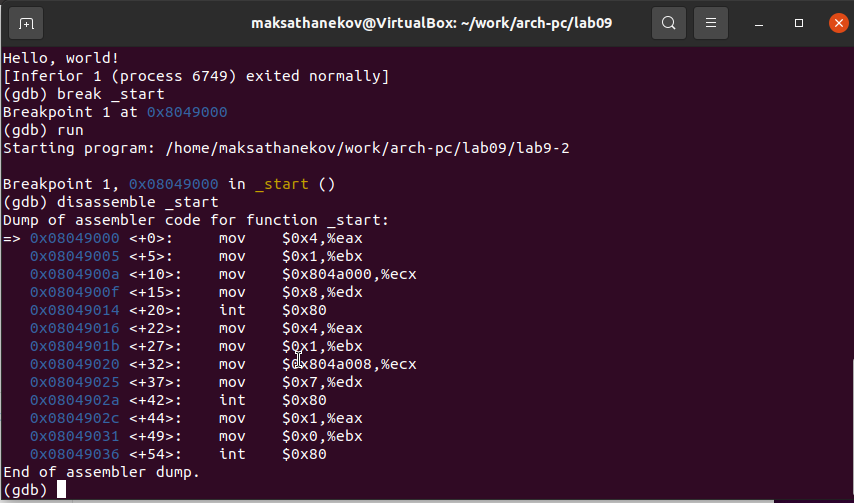 maksathanekov@VirtualBox: ~/work/arch-pc/lab09
Hello, world!
[Inferior 1 (process 6749) exited normally]
(gdb) break _start
Breakpoint 1 at 0x8049000
(gdb) run
Starting program: /home/maksathanekov/work/arch-pc/lab09/lab9-2
Breakpoint 1, 0x08049000 in _start ()
(gdb) disassemble _start
Dump of assembler code for function _start:
=> 0x08049000 <+0>:     mov    $0x4,%eax
   0x08049005 <+5>:     mov    $0x1,%ebx
   0x0804900a <+10>:    mov    $0x804a000,%ecx
   0x0804900f <+15>:    mov    $0x8,%edx
   0x08049014 <+20>:    int    $0x80
   0x08049016 <+22>:    mov    $0x4,%eax
   0x0804901b <+27>:    mov    $0x1,%ebx
   0x08049020 <+32>:    mov    $0x804a008,%ecx
   0x08049025 <+37>:    mov    $0x7,%edx
   0x0804902a <+42>:    int    $0x80
   0x0804902c <+44>:    mov    $0x1,%eax
   0x08049031 <+49>:    mov    $0x0,%ebx
   0x08049036 <+54>:    int    $0x80
End of assembler dump.
(gdb)